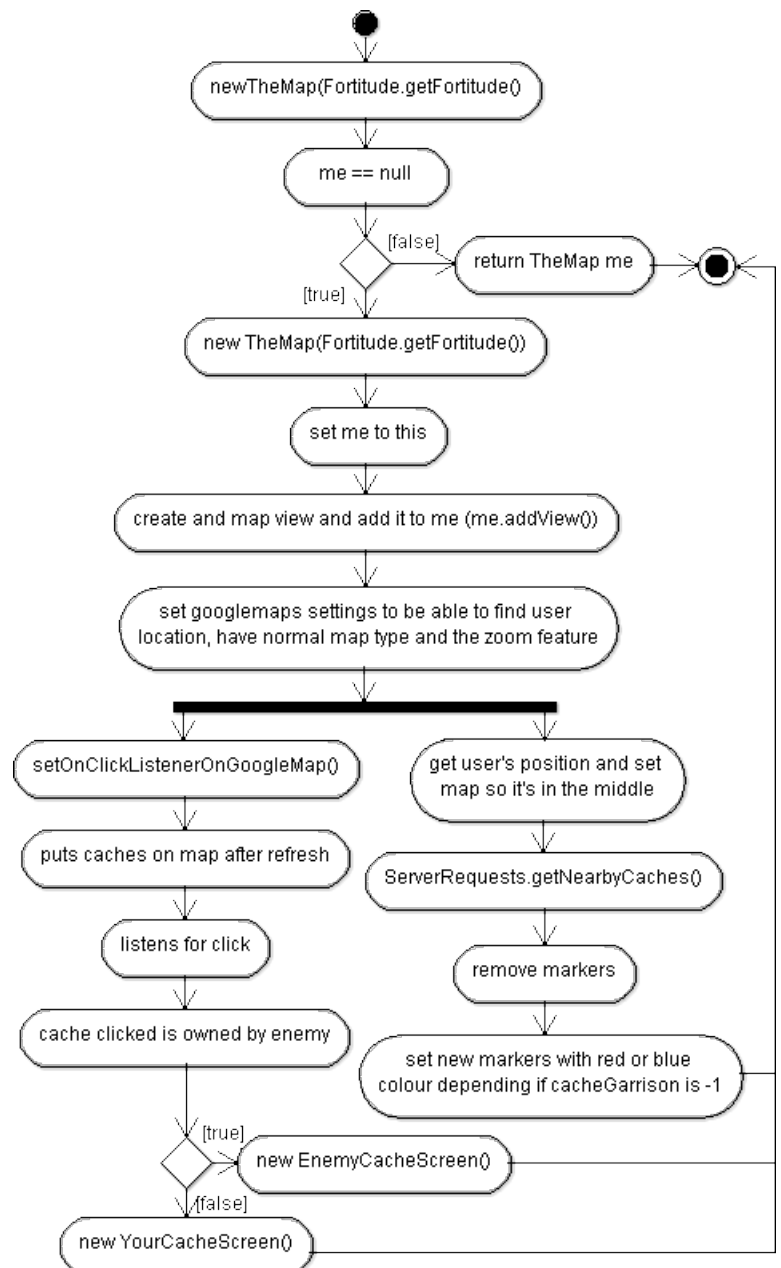 newTheMap(Fortitude.getFortitude()
me == null
[false]
return TheMap me
[true]
new TheMap(Fortitude.getFortitude())
set me to this
create and map view and add it to me (me.addView())
set googlemaps settings to be able to find user
location, have normal map type and the zoom feature
setOnClickListenerOnGoogleMap()
puts caches on map after refresh
listens for click
cache clicked is owned by enemy
get user's position and set
map so it's in the middle
ServerRequests.getNearbyCaches()
remove markers
set new markers with red or blue
colour depending if cacheGarrison is -1
[true]
new EnemyCacheScreen()
[false]
new YourCacheScreen()